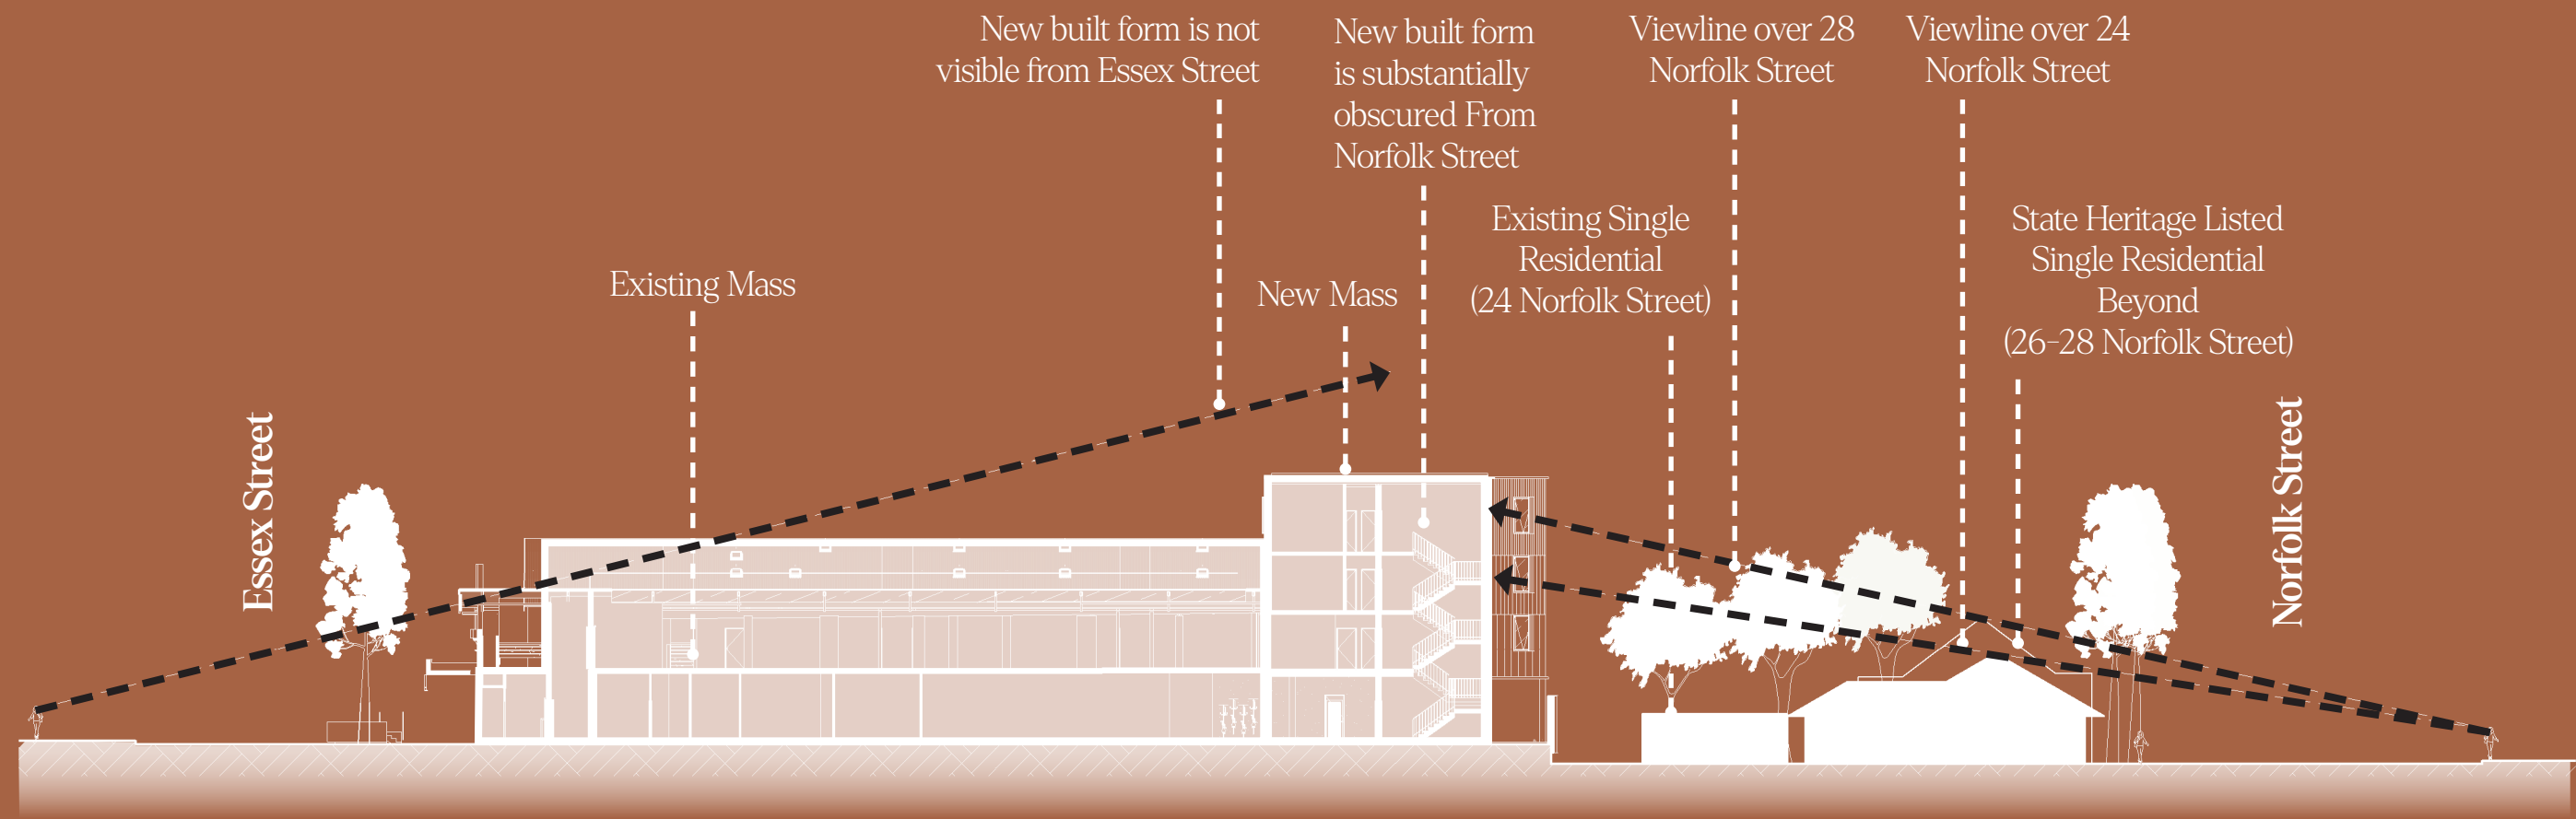 New built form is not
visible from Essex Street
New built form
is substantially
obscured From
Norfolk Street
Viewline over 28
Norfolk Street
Viewline over 24
Norfolk Street
Existing Mass
New Mass
Existing Single
Residential
(24 Norfolk Street)
State Heritage Listed
Single Residential
Beyond
(26-28 Norfolk Street)
Essex Street
Norfolk Street